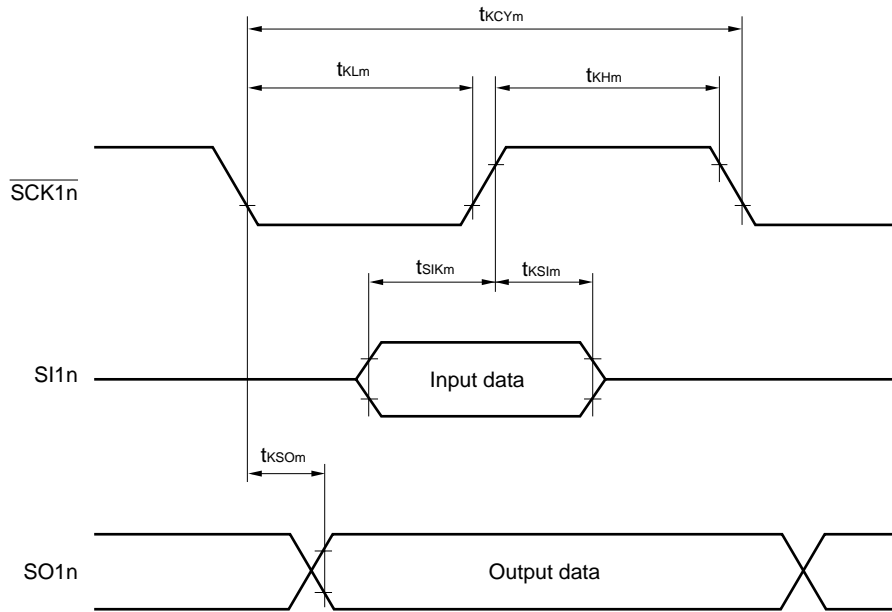 tKCYm
tKLm
tKHm
SCK1n
tSIKm
tKSIm
SI1n
Input data
tKSOm
SO1n
Output data